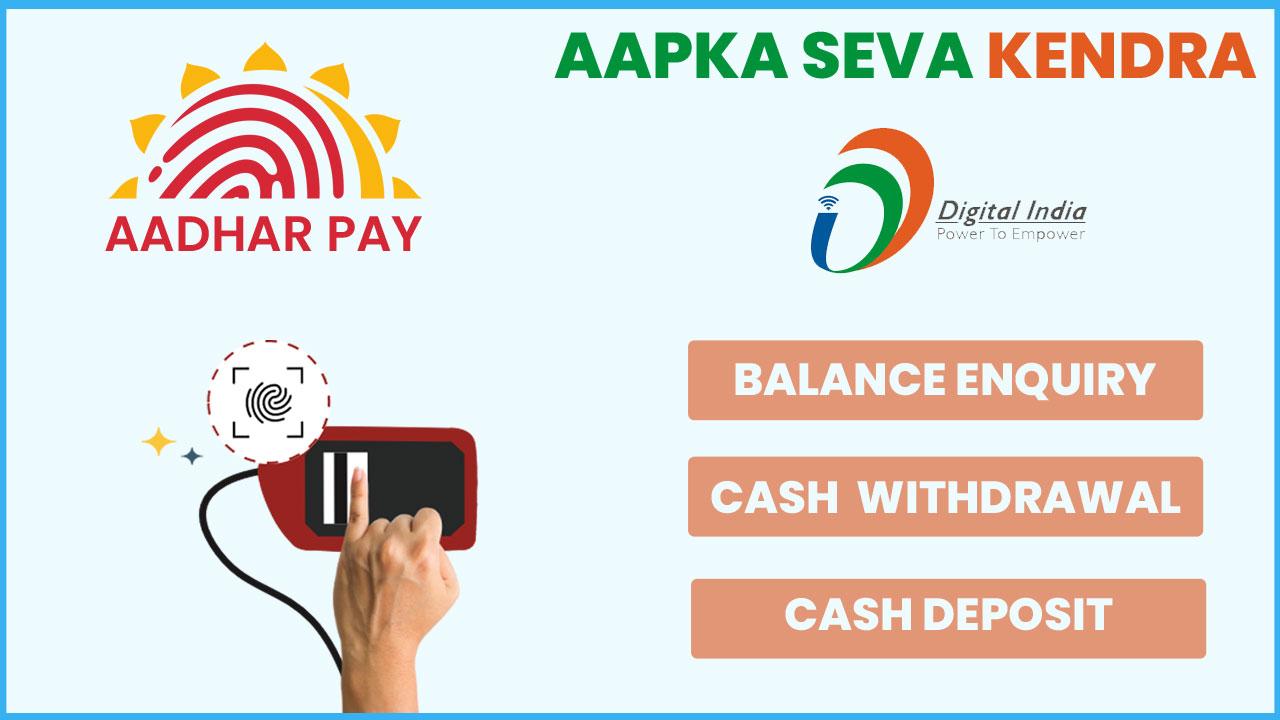 AAPKA SEVA KENDRA
AADHAR PAY
Digital India
Power To Empower
BALANCE ENQUIRY
CASH WITHDRAWAL
CASH DEPOSIT